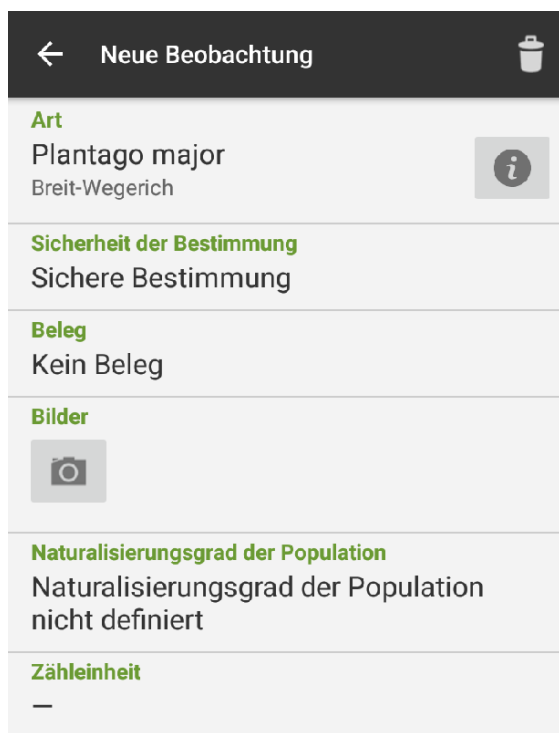 Neue Beobachtung
Art
Plantago major
Breit-Wegerich
Sicherheit der Bestimmung
Sichere Bestimmung
Beleg
Kein Beleg
Bilder
Naturalisierungsgrad der Population
Naturalisierungsgrad der Population
nicht definiert
Zähleinheit
–